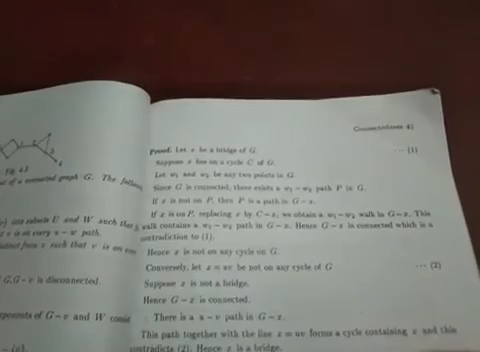 Fig 4.3
of a connected graph G. The
into subsets U and W such that
v is on every u – w path.
such that v is on
G, G – v is disconnected.
ponents of G – v and W
Connectedness 41
Proof. Let x be a bridge of G. ... (1)
Suppose x lies on a cycle C of G.
Let w₁ and w₂ be any two points in G.
Since G is connected, there exists a w₁ – w₂ path P in G.
If x is not on P, then P is a path in G – x.
If x is on P, replacing x by C – x, we obtain a w₁ – w₂ walk in G – x. This
walk contains a w₁ – w₂ path in G – x. Hence G – x is connected which is a
contradiction to (1).
Hence x is not on any cycle on G.
Conversely, let x = uv be not on any cycle of G ... (2)
Suppose x is not a bridge.
Hence G – x is connected.
∴ There is a u – v path in G – x.
This path together with the line x = uv forms a cycle containing x and this
contradicts (2). Hence x is a bridge.